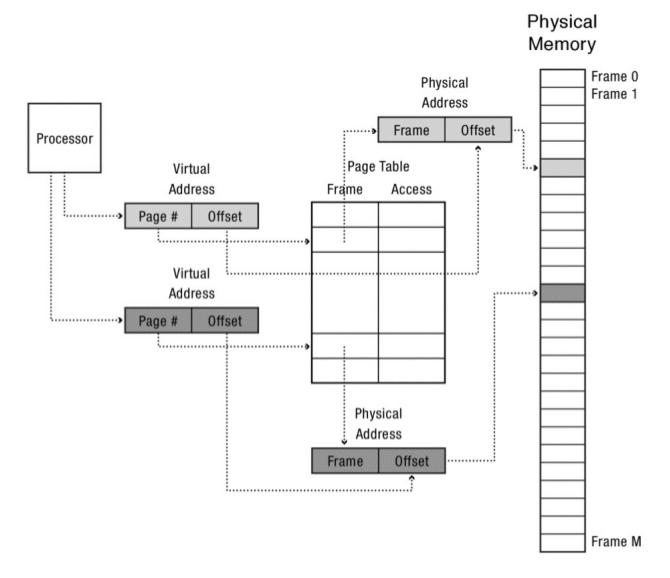 Physical
Memory
Frame 0
Frame 1
Physical
Address
Frame Offset
Processor
Virtual
Address
Page # Offset
Page Table
Frame Access
Virtual
Address
Page # Offset
Physical
Address
Frame Offset
Frame M